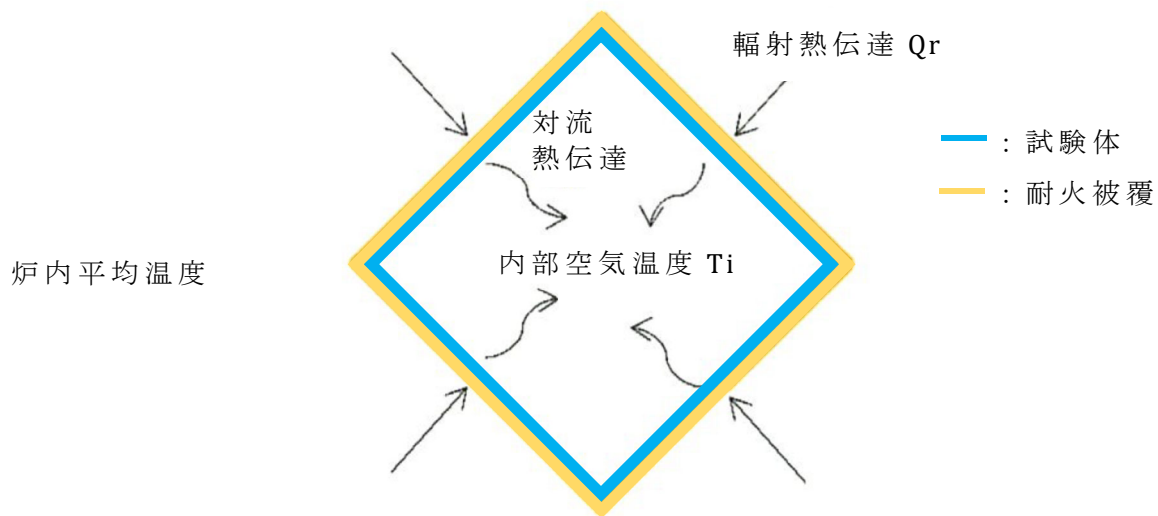 輻射熱伝達 Qr
対流
熱伝達
：試験体
：耐火被覆
内部空気温度 Ti
炉内平均温度